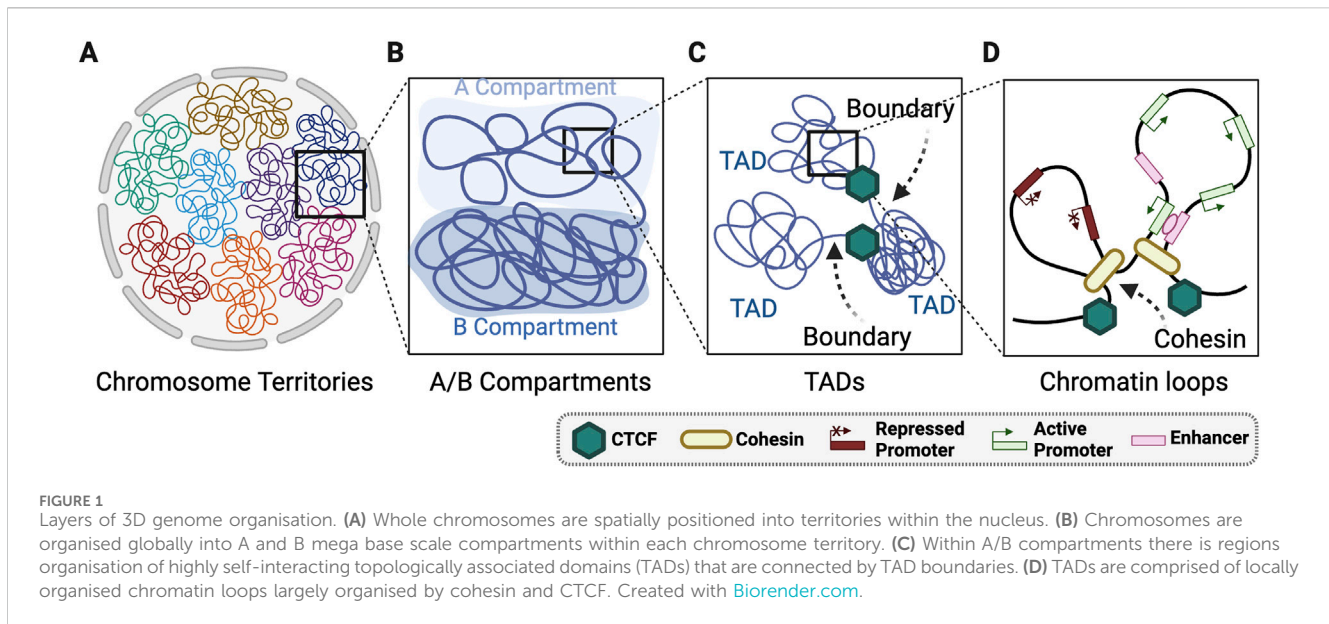 A
B
C
D
A Compartment
B Compartment
TAD
TAD
TAD
Boundary
Boundary
Cohesin
Chromosome Territories
A/B Compartments
TADs
Chromatin loops
CTCF
Cohesin
Repressed
Promoter
Active
Promoter
Enhancer
FIGURE 1
Layers of 3D genome organisation. (A) Whole chromosomes are spatially positioned into territories within the nucleus. (B) Chromosomes are
organised globally into A and B mega base scale compartments within each chromosome territory. (C) Within A/B compartments there is regions
organisation of highly self-interacting topologically associated domains (TADs) that are connected by TAD boundaries. (D) TADs are comprised of locally
organised chromatin loops largely organised by cohesin and CTCF. Created with Biorender.com.